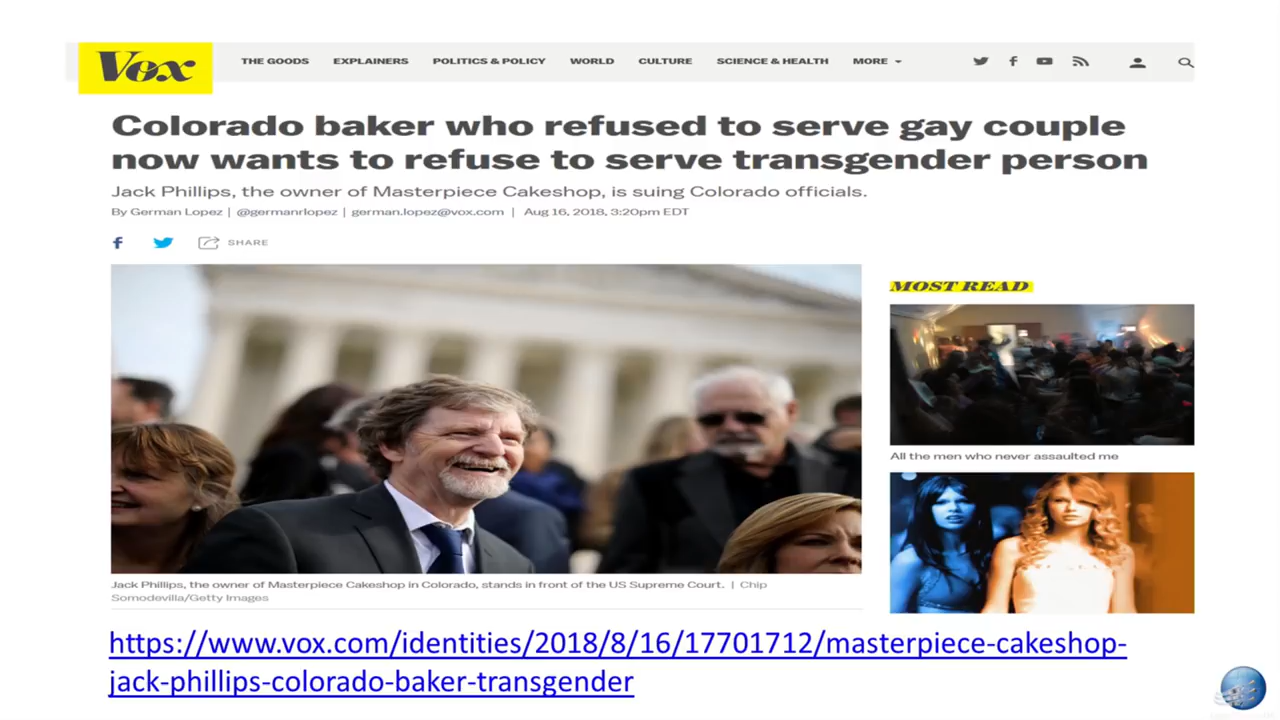 Vox
THE GOODS EXPLAINERS POLITICS & POLICY WORLD CULTURE SCIENCE & HEALTH MORE
Colorado baker who refused to serve gay couple
now wants to refuse to serve transgender person
Jack Phillips, the owner of Masterpiece Cakeshop, is suing Colorado officials.
By German Lopez | @germanrlopez | german.lopez@vox.com | Aug 16, 2018, 3:20pm EDT
SHARE
MOST READ
All the men who never assaulted me
Jack Phillips, the owner of Masterpiece Cakeshop in Colorado, stands in front of the US Supreme Court. | Chip
Somodevilla/Getty Images
https://www.vox.com/identities/2018/8/16/17701712/masterpiece-cakeshop-
jack-phillips-colorado-baker-transgender